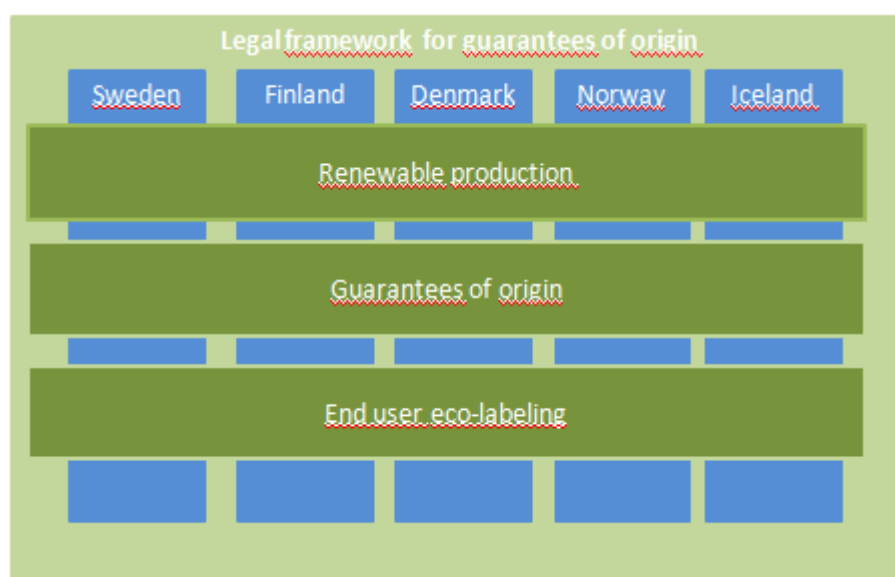 Legal framework for guarantees of origin
Sweden Finland Denmark Norway Iceland
Renewable production
Guarantees of origin
End user eco-labeling